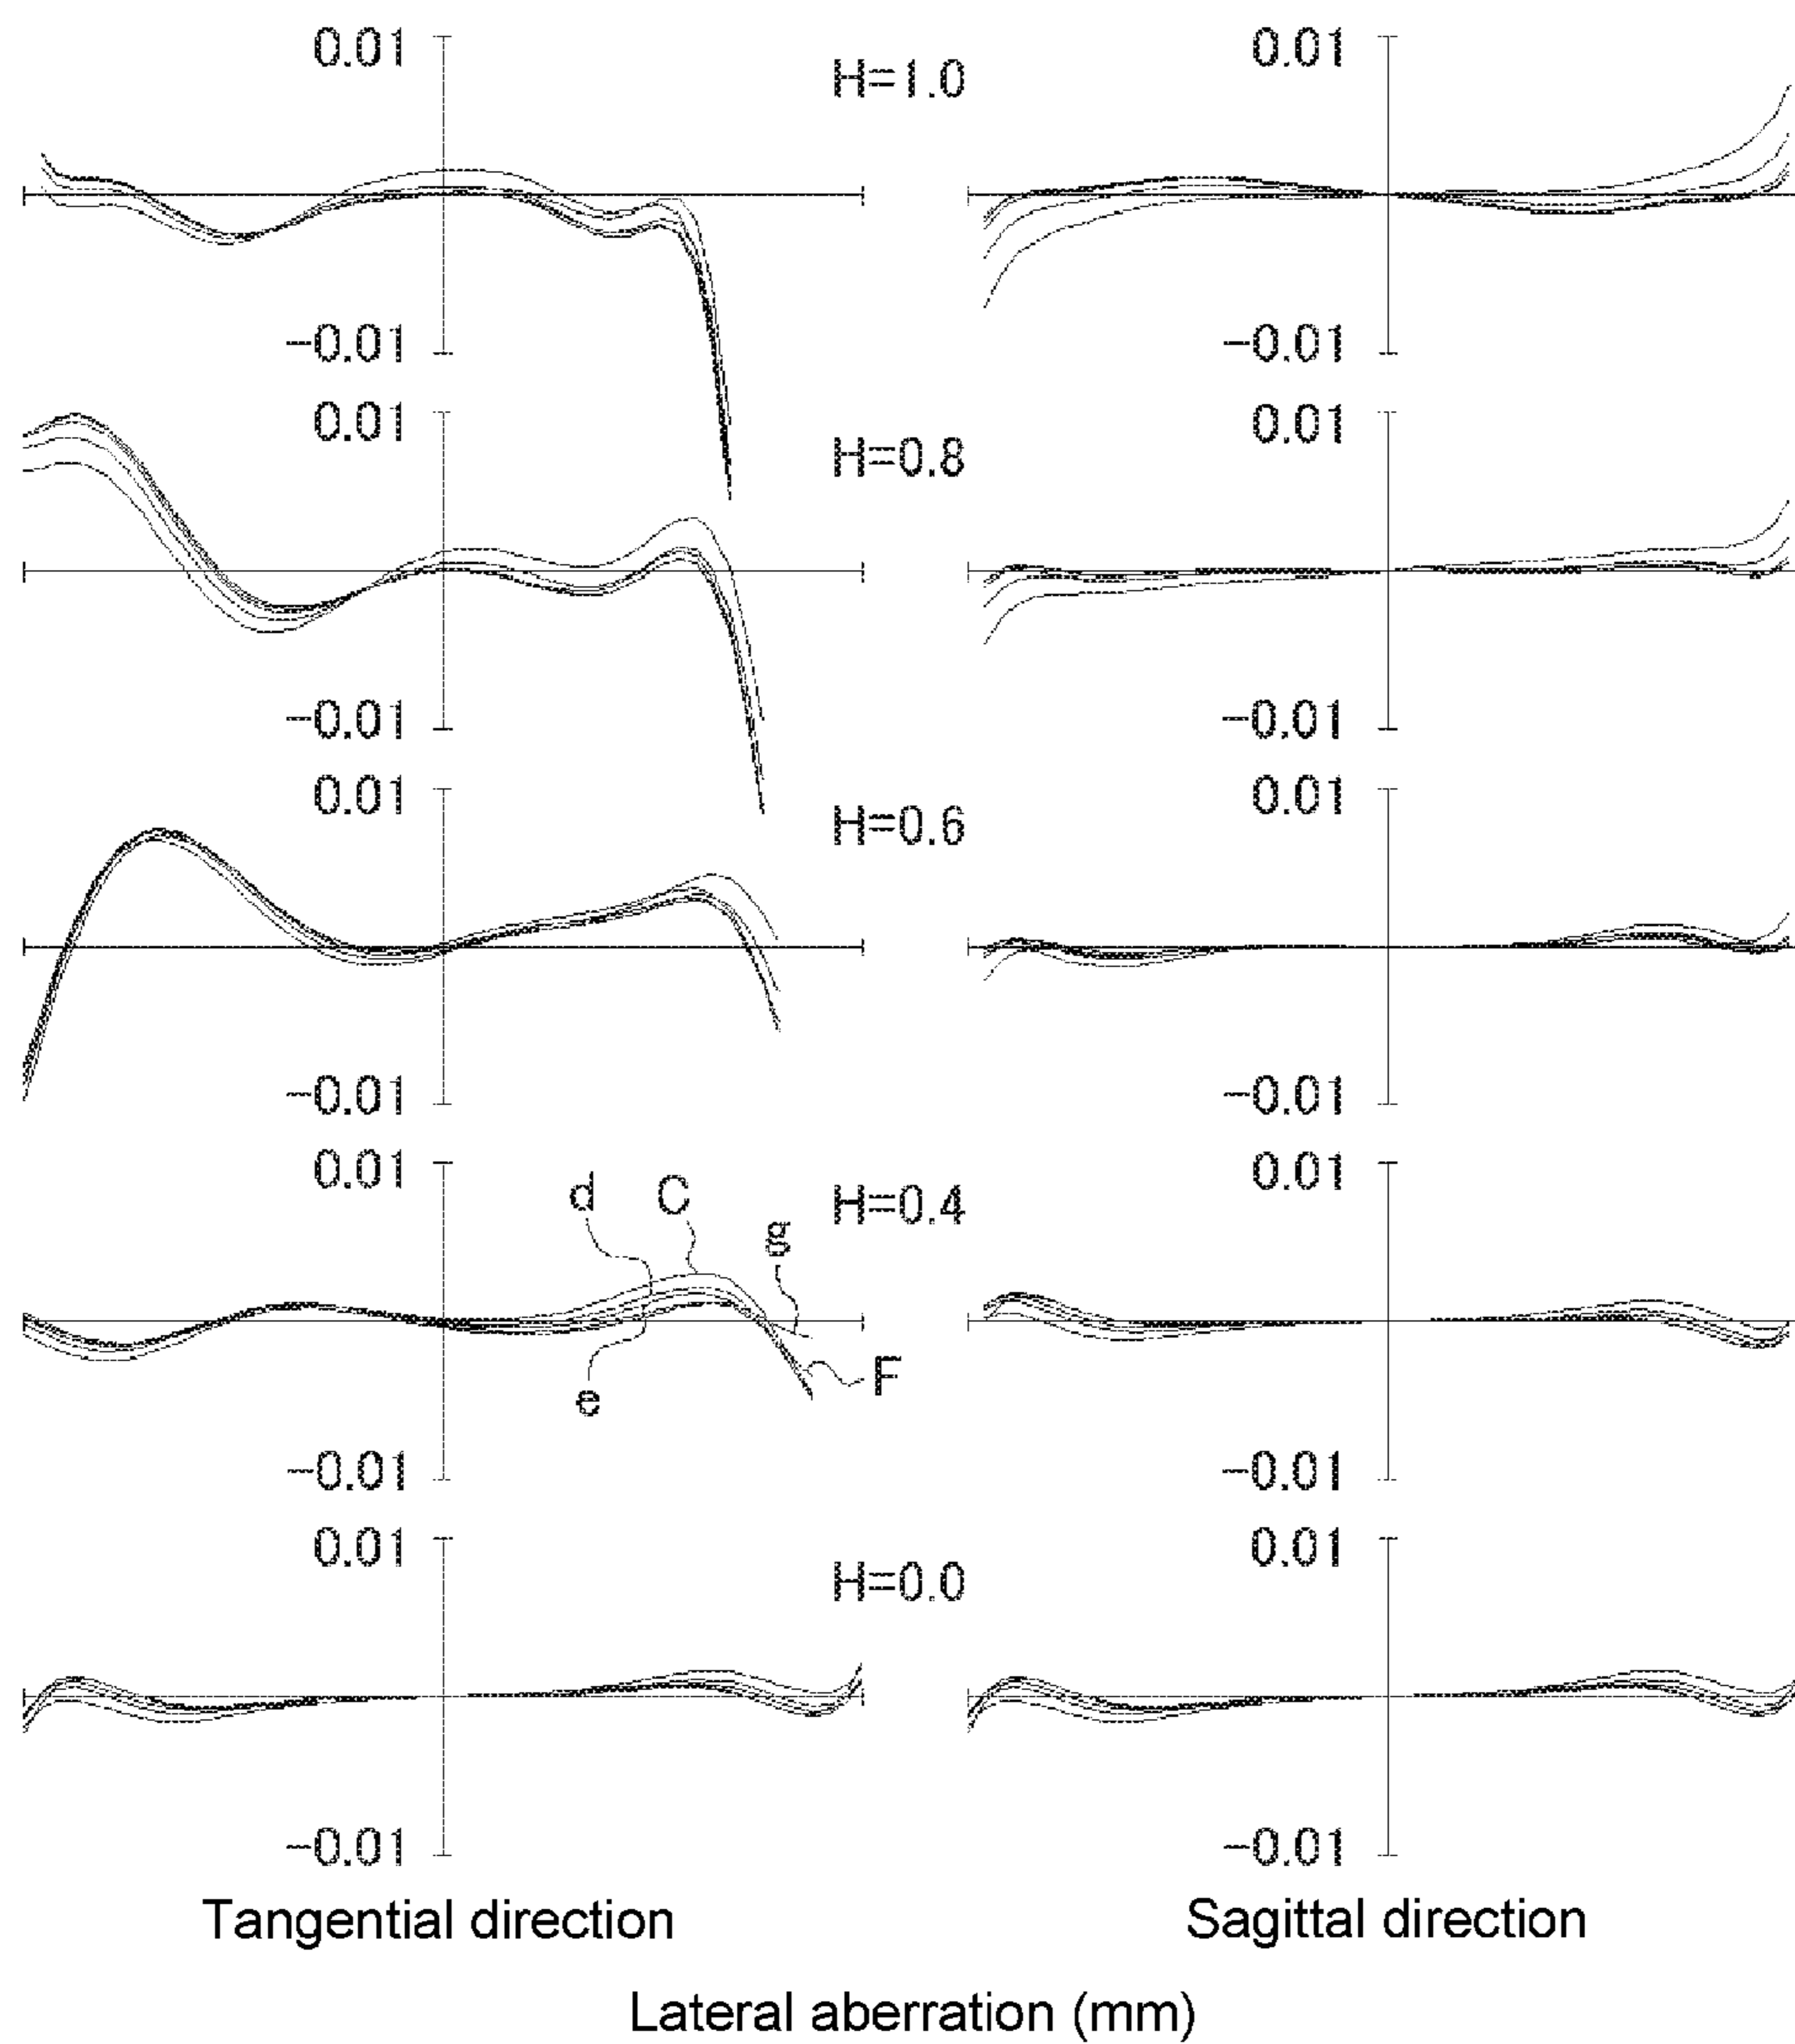 0.01 H=1.0 0.01
−0.01 −0.01
0.01 H=0.8 0.01
−0.01 −0.01
0.01 H=0.6 0.01
−0.01 −0.01
0.01 d C g H=0.4 0.01
e F
−0.01 −0.01
0.01 H=0.0 0.01
−0.01 −0.01
Tangential direction Sagittal direction
Lateral aberration (mm)